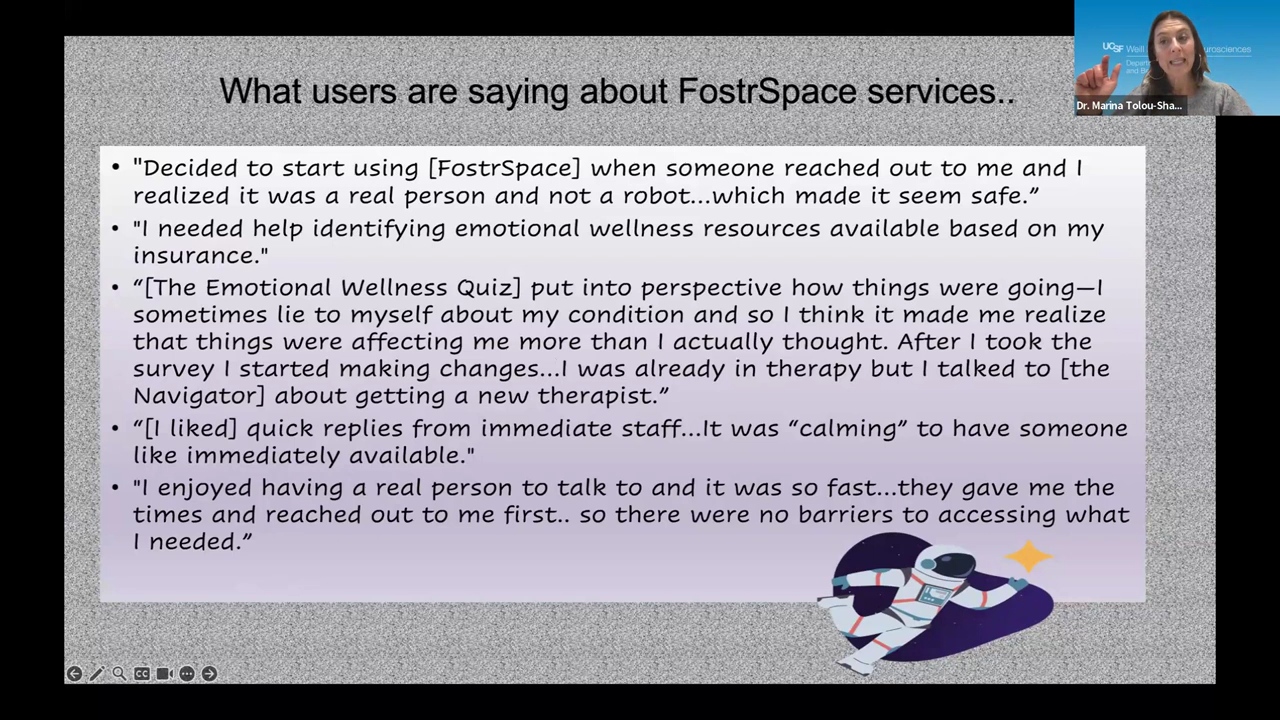 What users are saying about FostrSpace services..
• "Decided to start using [FostrSpace] when someone reached out to me and I
realized it was a real person and not a robot...which made it seem safe.”
• "I needed help identifying emotional wellness resources available based on my
insurance."
• “[The Emotional Wellness Quiz] put into perspective how things were going—I
sometimes lie to myself about my condition and so I think it made me realize
that things were affecting me more than I actually thought. After I took the
survey I started making changes...I was already in therapy but I talked to [the
Navigator] about getting a new therapist.”
• “[I liked] quick replies from immediate staff...It was “calming” to have someone
like immediately available."
• "I enjoyed having a real person to talk to and it was so fast...they gave me the
times and reached out to me first.. so there were no barriers to accessing what
I needed.”
UCSF Weill
Dr. Marina Tolou-Sha...
CC